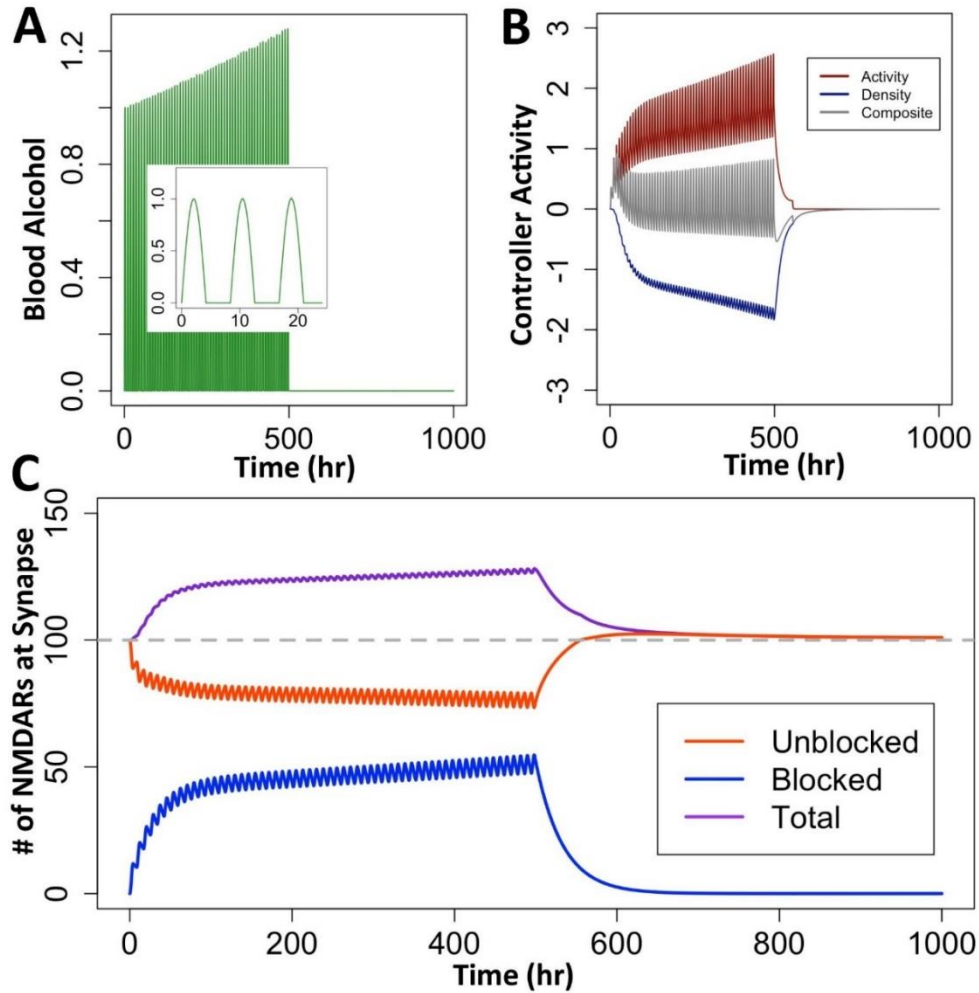 A
Blood Alcohol
1.2
0.8
0.4
0.0
1.0
0.5
0.0
0 10 20
0 500 1000
Time (hr)
B
Controller Activity
3
2
1
0
-1
-2
-3
Activity
Density
Composite
0 500 1000
Time (hr)
C
# of NMDARs at Synapse
150
100
50
0
Unblocked
Blocked
Total
0 200 400 600 800 1000
Time (hr)